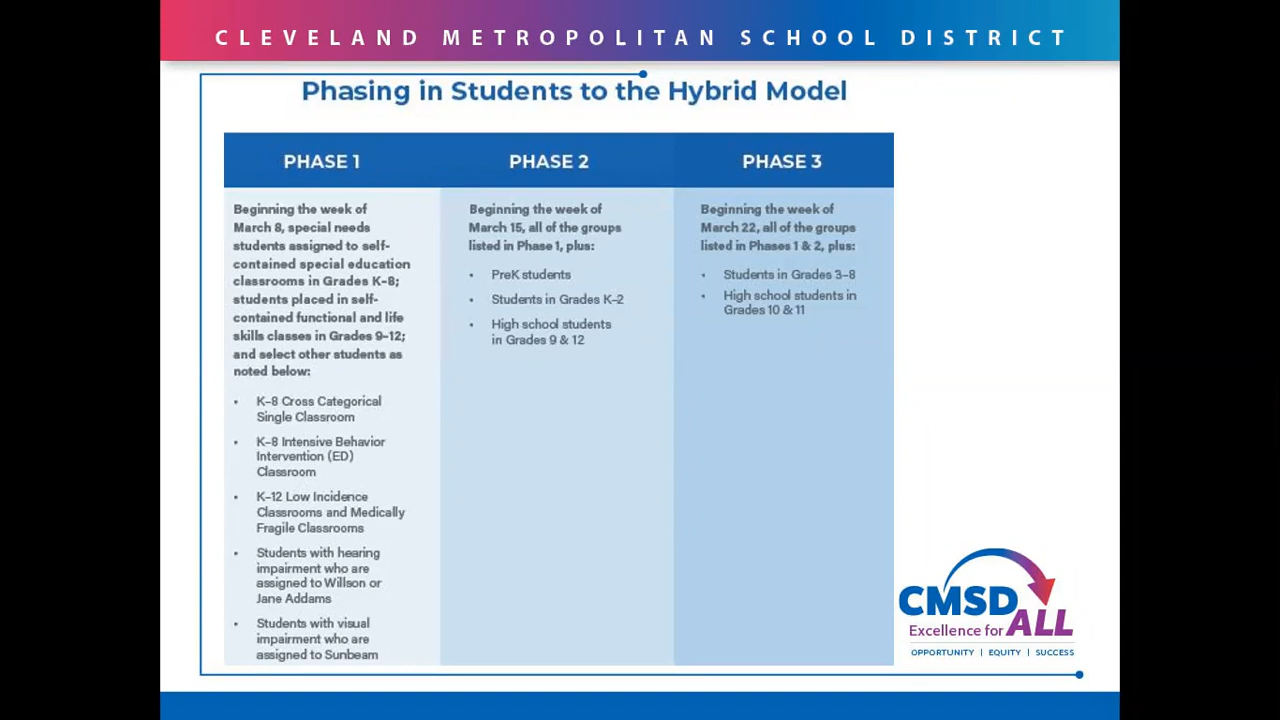 CLEVELAND METROPOLITAN SCHOOL DISTRICT
Phasing in Students to the Hybrid Model
PHASE 1
Beginning the week of
March 8, special needs
students assigned to self-
contained special education
classrooms in Grades K–8;
students placed in self-
contained functional and life
skills classes in Grades 9–12;
and select other students as
noted below:
• K–8 Cross Categorical
Single Classroom
• K–8 Intensive Behavior
Intervention (ED)
Classroom
• K–12 Low Incidence
Classrooms and Medically
Fragile Classrooms
• Students with hearing
impairment who are
assigned to Willson or
Jane Addams
• Students with visual
impairment who are
assigned to Sunbeam
PHASE 2
Beginning the week of
March 15, all of the groups
listed in Phase 1, plus:
• PreK students
• Students in Grades K–2
• High school students
in Grades 9 & 12
PHASE 3
Beginning the week of
March 22, all of the groups
listed in Phases 1 & 2, plus:
• Students in Grades 3–8
• High school students in
Grades 10 & 11
CMSD
Excellence for ALL
OPPORTUNITY | EQUITY | SUCCESS